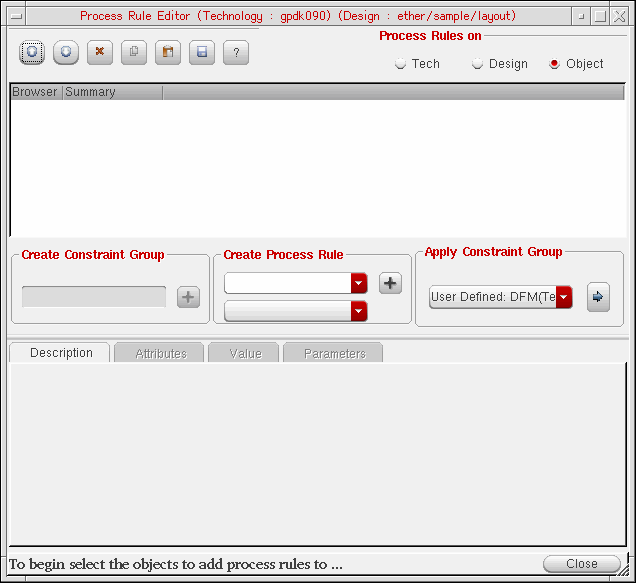 Process Rule Editor (Technology : gpdk090) (Design : ether/sample/layout)
Process Rules on
?
Tech Design Object
Browser Summary
Create Constraint Group Create Process Rule Apply Constraint Group
User Defined: DFM(Te
Description Attributes Value Parameters
To begin select the objects to add process rules to ... Close